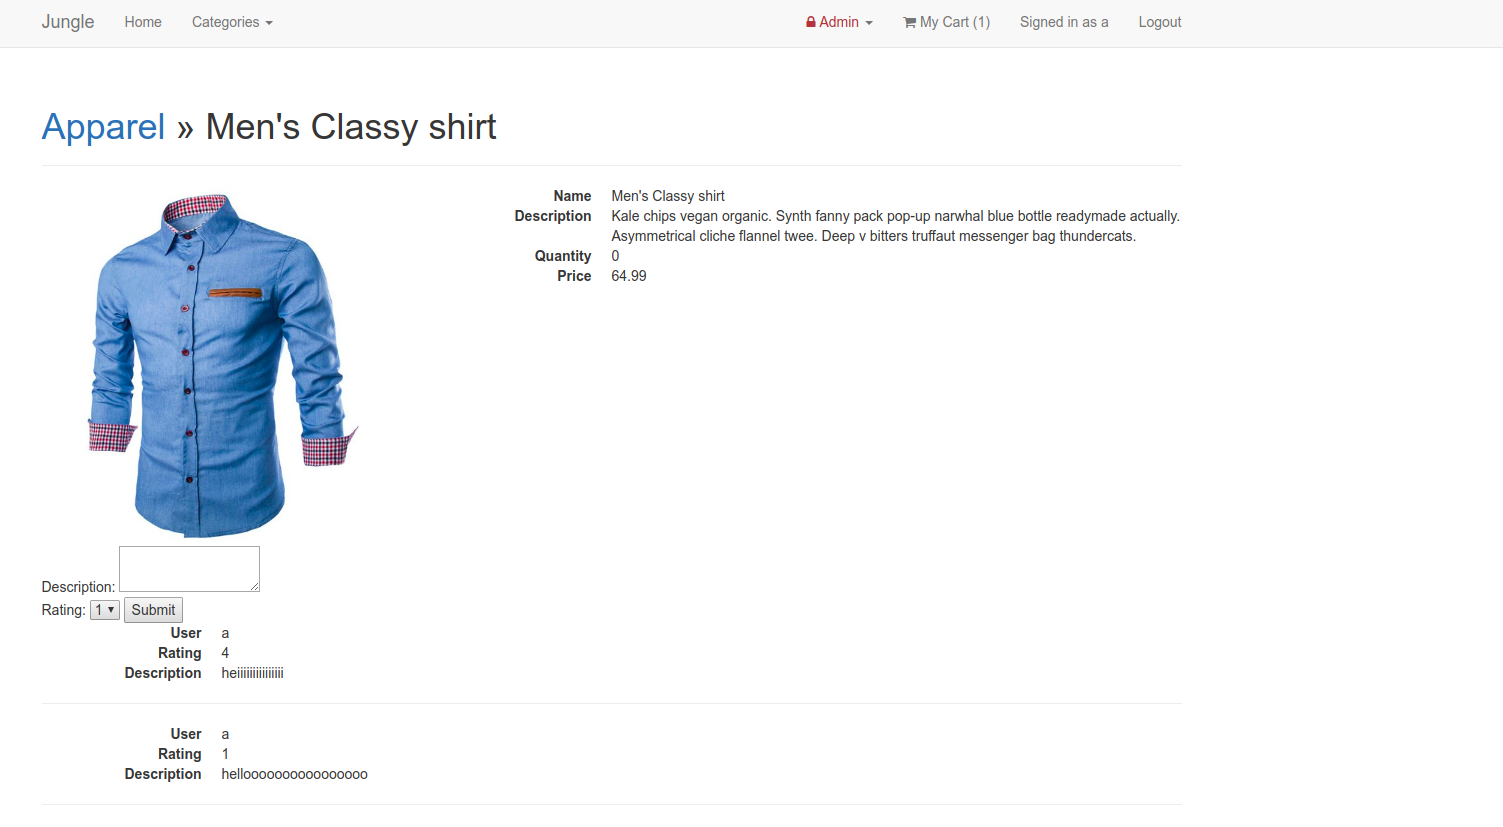 Jungle Home Categories Admin My Cart (1) Signed in as a Logout
Apparel » Men's Classy shirt
Name Men's Classy shirt
Description Kale chips vegan organic. Synth fanny pack pop-up narwhal blue bottle readymade actually.
Asymmetrical cliche flannel twee. Deep v bitters truffaut messenger bag thundercats.
Quantity 0
Price 64.99
Description:
Rating: 1 Submit
User a
Rating 4
Description heiiiiiiiiiiiiiii
User a
Rating 1
Description helloooooooooooooooo